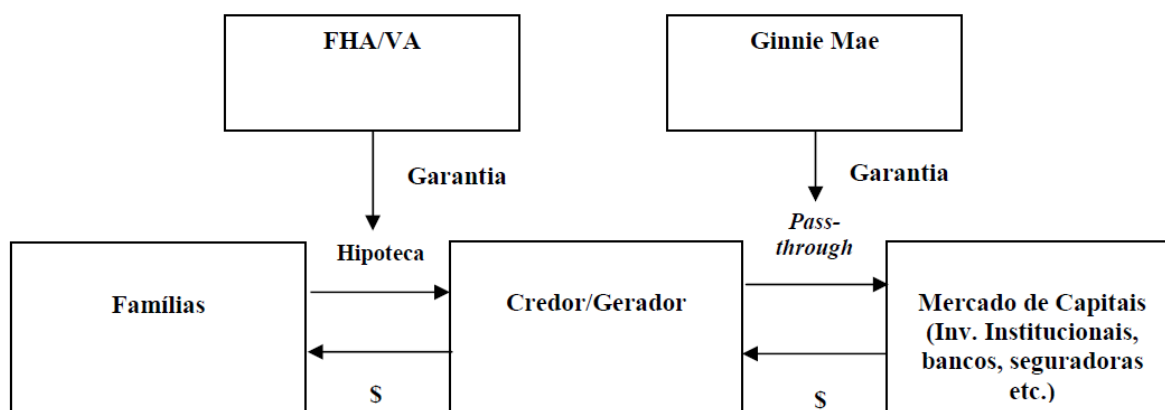 FHA/VA
Ginnie Mae
Garantia
Garantia
Pass-
through
Hipoteca
Famílias
Credor/Gerador
Mercado de Capitais
(Inv. Institucionais,
bancos, seguradoras
etc.)
$
$